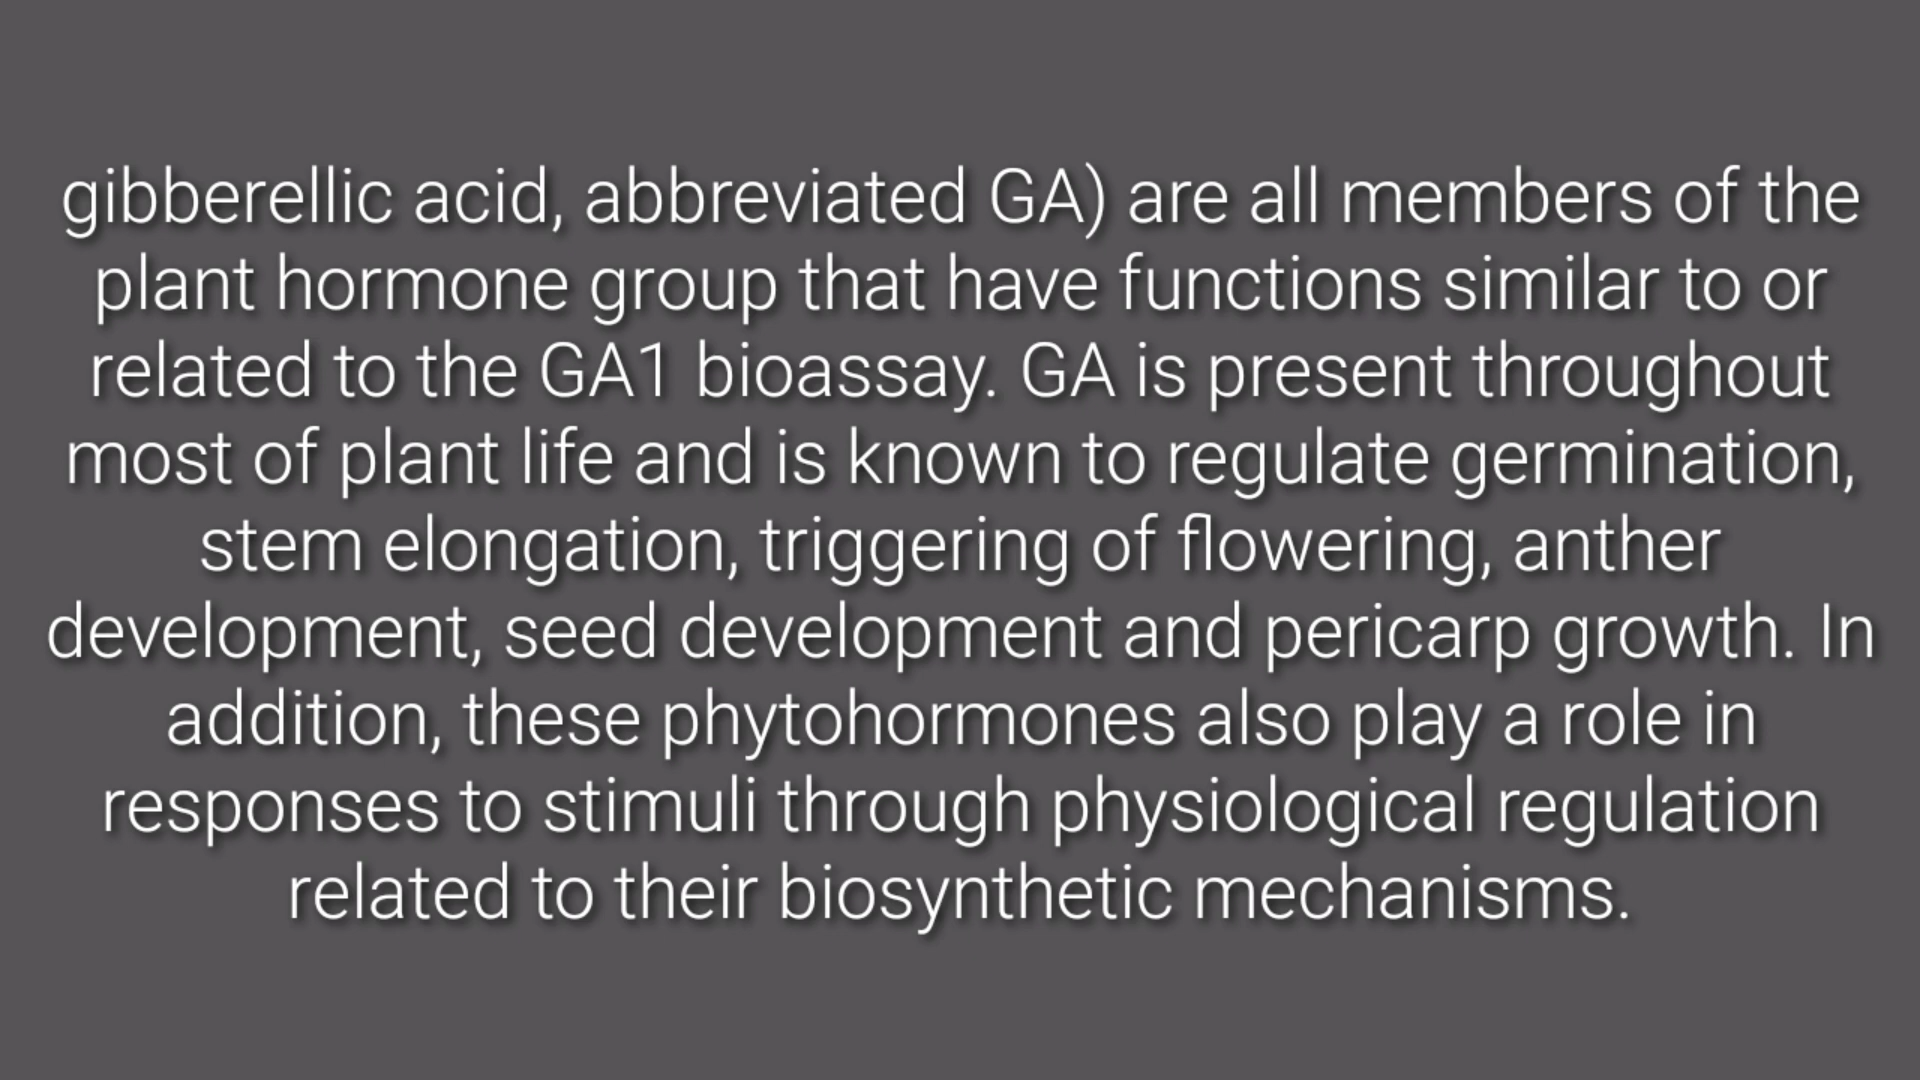 gibberellic acid, abbreviated GA) are all members of the
plant hormone group that have functions similar to or
related to the GA1 bioassay. GA is present throughout
most of plant life and is known to regulate germination,
stem elongation, triggering of flowering, anther
development, seed development and pericarp growth. In
addition, these phytohormones also play a role in
responses to stimuli through physiological regulation
related to their biosynthetic mechanisms.